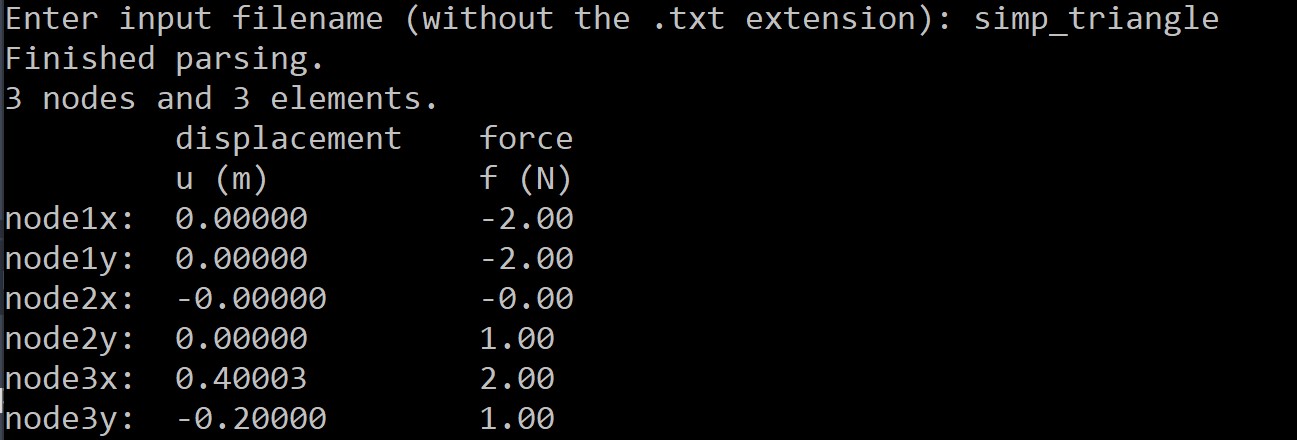 Enter input filename (without the .txt extension): simp_triangle
Finished parsing.
3 nodes and 3 elements.
displacement force
u (m) f (N)
node1x: 0.00000 -2.00
node1y: 0.00000 -2.00
node2x: -0.00000 -0.00
node2y: 0.00000 1.00
node3x: 0.40003 2.00
node3y: -0.20000 1.00